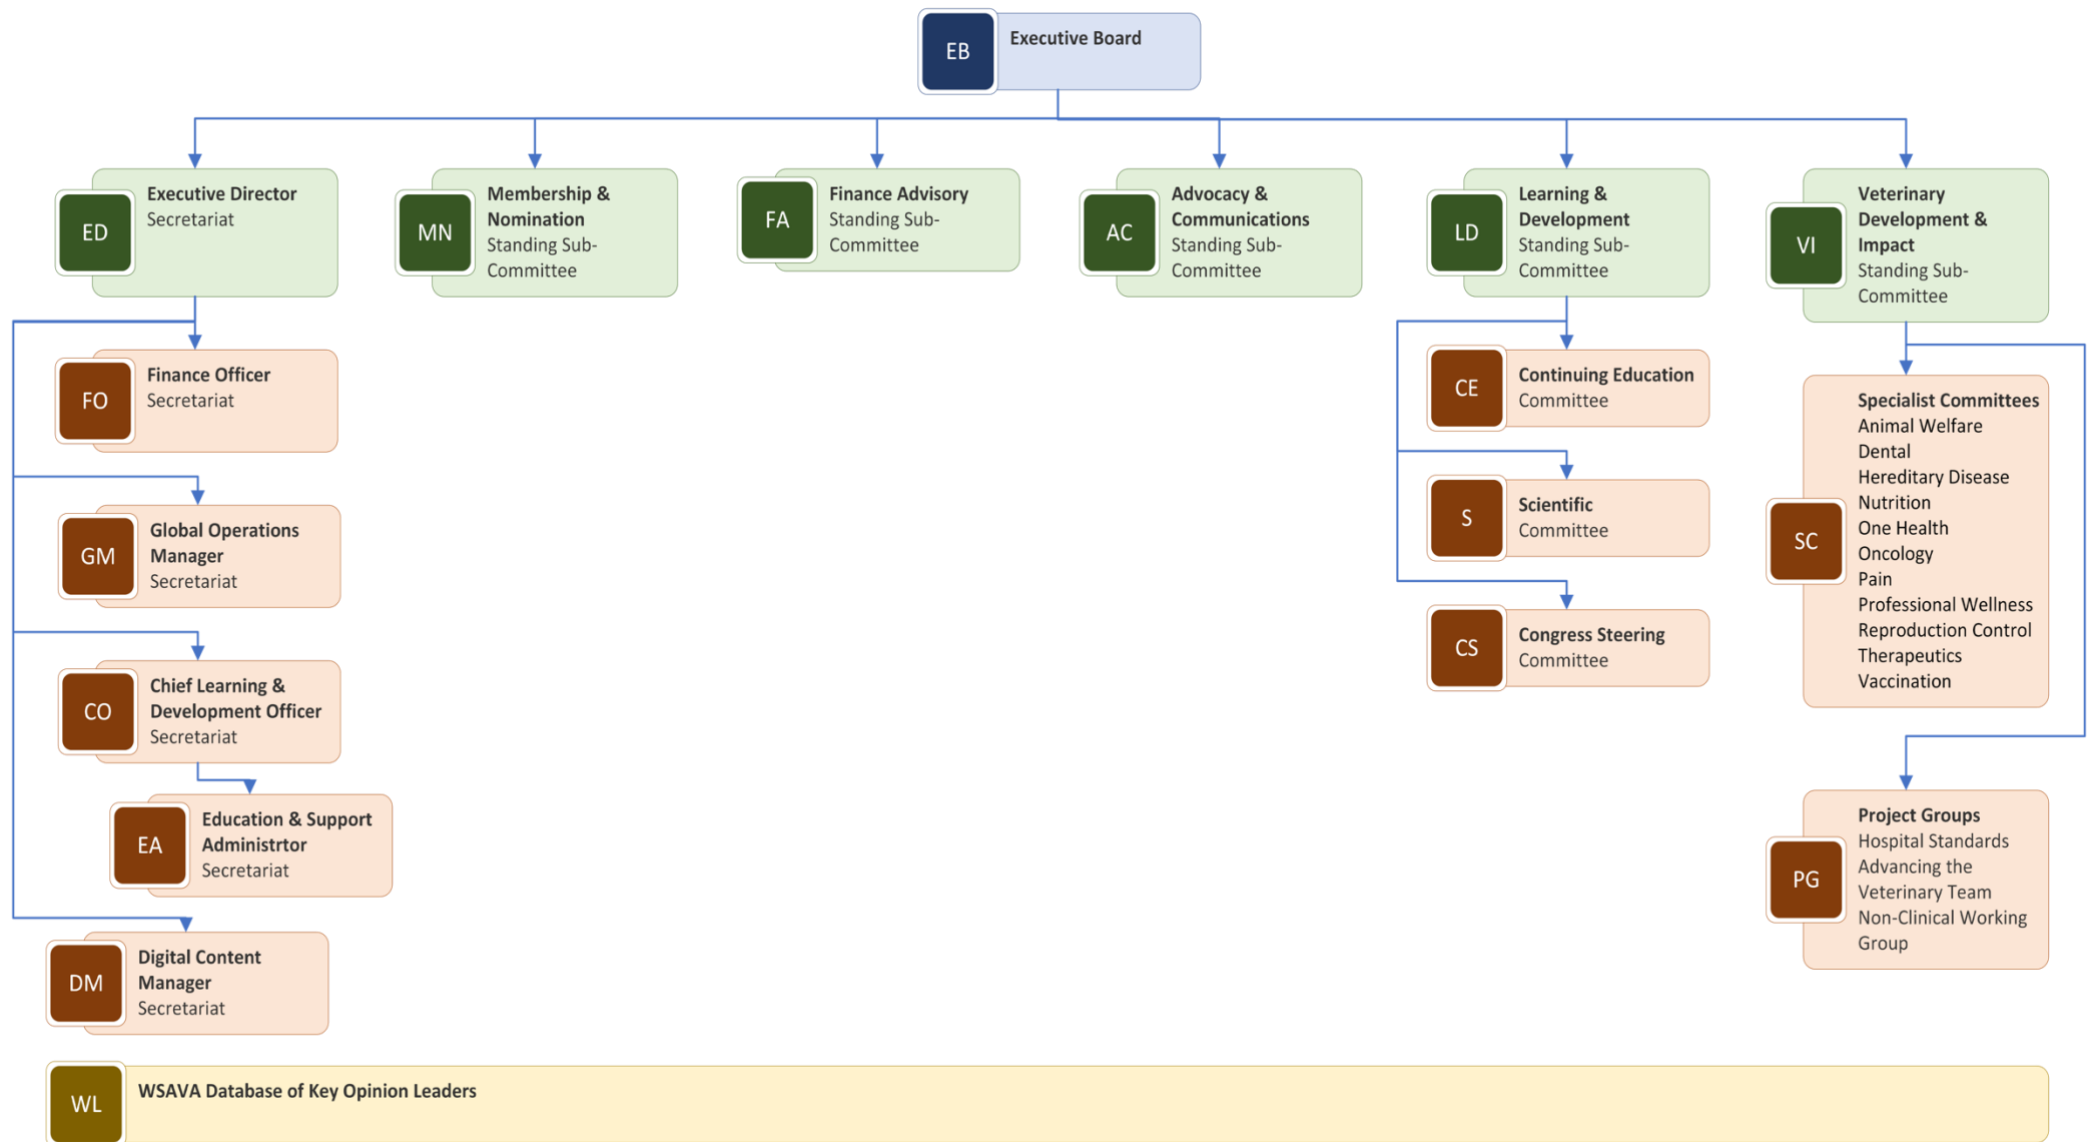 EB
Executive Board
ED
Executive Director
Secretariat
MN
Membership &
Nomination
Standing Sub-
Committee
FA
Finance Advisory
Standing Sub-
Committee
AC
Advocacy &
Communications
Standing Sub-
Committee
LD
Learning &
Development
Standing Sub-
Committee
VI
Veterinary
Development &
Impact
Standing Sub-
Committee
FO
Finance Officer
Secretariat
GM
Global Operations
Manager
Secretariat
CO
Chief Learning &
Development Officer
Secretariat
EA
Education & Support
Administrtor
Secretariat
DM
Digital Content
Manager
Secretariat
CE
Continuing Education
Committee
S
Scientific
Committee
CS
Congress Steering
Committee
SC
Specialist Committees
Animal Welfare
Dental
Hereditary Disease
Nutrition
One Health
Oncology
Pain
Professional Wellness
Reproduction Control
Therapeutics
Vaccination
PG
Project Groups
Hospital Standards
Advancing the
Veterinary Team
Non-Clinical Working
Group
WL
WSAVA Database of Key Opinion Leaders